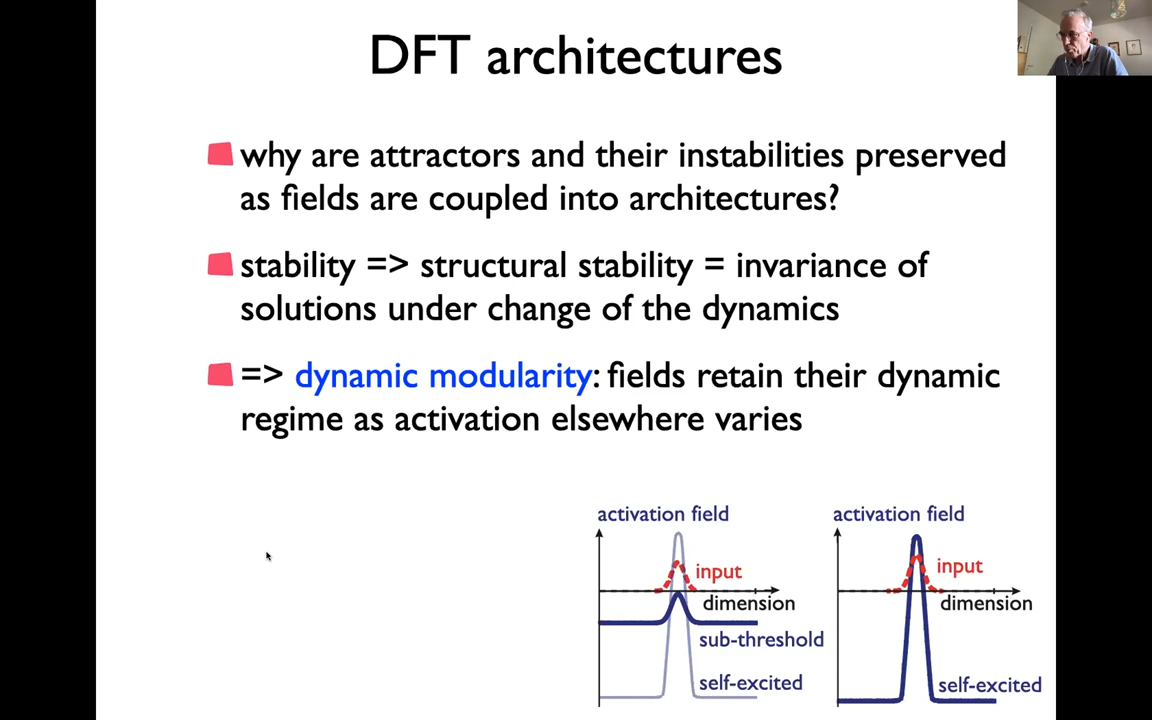 DFT architectures
why are attractors and their instabilities preserved
as fields are coupled into architectures?
stability => structural stability = invariance of
solutions under change of the dynamics
=> dynamic modularity: fields retain their dynamic
regime as activation elsewhere varies
activation field
input
dimension
sub-threshold
self-excited
activation field
input
dimension
self-excited